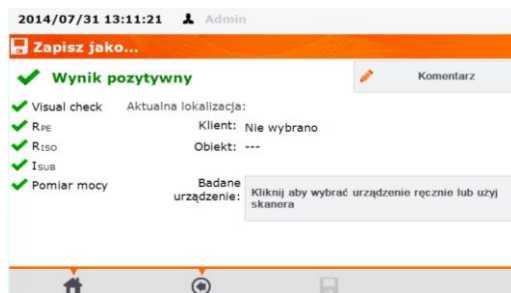 2014/07/31 13:11:21 Admin
Zapisz jako...
Wynik pozytywny
Komentarz
Visual check
RPE
RISO
ISUB
Pomiar mocy
Aktualna lokalizacja:
Klient: Nie wybrano
Obiekt: ---
Badane urządzenie:
Kliknij aby wybrać urządzenie ręcznie lub użyj
skanera